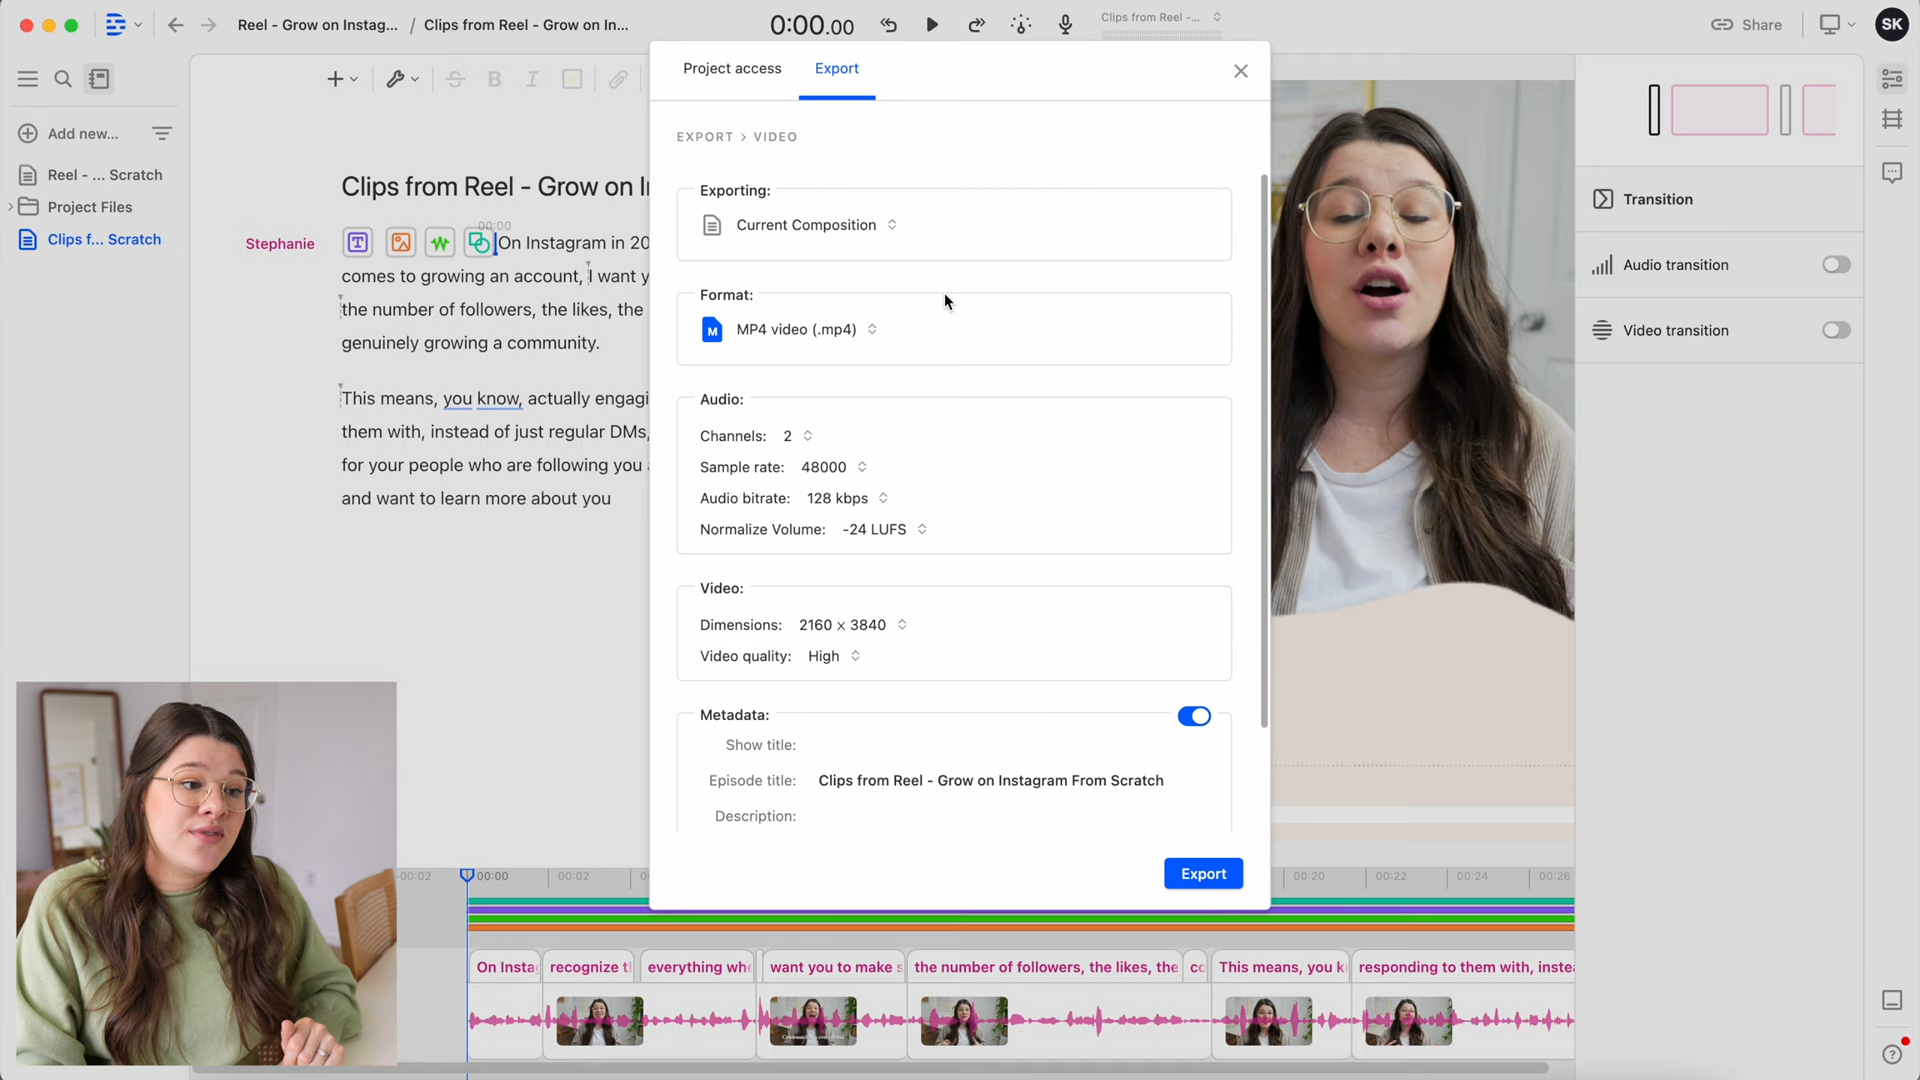 Reel - Grow on Instag... / Clips from Reel - Grow on In...
0:00.00
Clips from Reel -...
Share
SK
Project access
Export
Add new...
Reel - ... Scratch
Project Files
Clips f... Scratch
Clips from Reel - Grow on I
00:00
Stephanie
On Instagram in 20
comes to growing an account, I want y
the number of followers, the likes, the
genuinely growing a community.
This means, you know, actually engagi
them with, instead of just regular DMs,
for your people who are following you
and want to learn more about you
EXPORT > VIDEO
Exporting:
Current Composition
Format:
M
MP4 video (.mp4)
Audio:
Channels: 2
Sample rate: 48000
Audio bitrate: 128 kbps
Normalize Volume: -24 LUFS
Video:
Dimensions: 2160 x 3840
Video quality: High
Metadata:
Show title:
Episode title: Clips from Reel - Grow on Instagram From Scratch
Description:
Export
Transition
Audio transition
Video transition
-00:02 00:00 00:02 00:20 00:22 00:24 00:26
On Insta recognize t everything whe want you to make s the number of followers, the likes, the co This means, you k responding to them with, inste